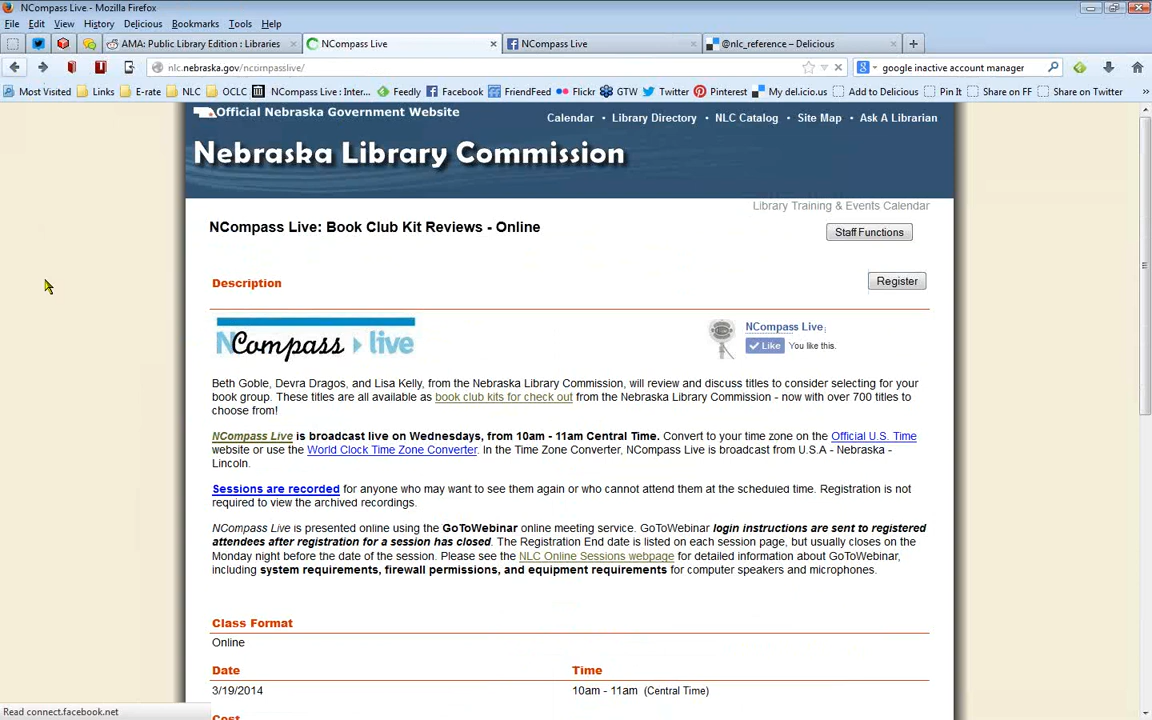 NCompass Live - Mozilla Firefox
File Edit View History Delicious Bookmarks Tools Help
AMA: Public Library Edition : Libraries × NCompass Live × NCompass Live × @nlc_reference – Delicious × +
nlc.nebraska.gov/ncompasslive/ google inactive account manager
Most Visited Links E-rate NLC OCLC NCompass Live : Inter... Feedly Facebook FriendFeed Flickr GTW Twitter Pinterest My del.icio.us Add to Delicious Pin It Share on FF Share on Twitter »
Official Nebraska Government Website
Calendar • Library Directory • NLC Catalog • Site Map • Ask A Librarian
Nebraska Library Commission
Library Training & Events Calendar
NCompass Live: Book Club Kit Reviews - Online
Staff Functions
Description
Register
NCompass live
NCompass Live
Like You like this.
Beth Goble, Devra Dragos, and Lisa Kelly, from the Nebraska Library Commission, will review and discuss titles to consider selecting for your
book group. These titles are all available as book club kits for check out from the Nebraska Library Commission - now with over 700 titles to
choose from!
NCompass Live is broadcast live on Wednesdays, from 10am - 11am Central Time. Convert to your time zone on the Official U.S. Time
website or use the World Clock Time Zone Converter. In the Time Zone Converter, NCompass Live is broadcast from U.S.A - Nebraska -
Lincoln.
Sessions are recorded for anyone who may want to see them again or who cannot attend them at the scheduled time. Registration is not
required to view the archived recordings.
NCompass Live is presented online using the GoToWebinar online meeting service. GoToWebinar login instructions are sent to registered
attendees after registration for a session has closed. The Registration End date is listed on each session page, but usually closes on the
Monday night before the date of the session. Please see the NLC Online Sessions webpage for detailed information about GoToWebinar,
including system requirements, firewall permissions, and equipment requirements for computer speakers and microphones.
Class Format
Online
Date Time
3/19/2014 10am - 11am (Central Time)
Cost
Read connect.facebook.net